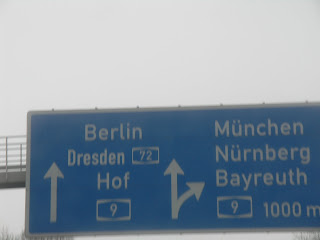 Berlin
Dresden 72
Hof
9
München
Nürnberg
Bayreuth
9 1000 m